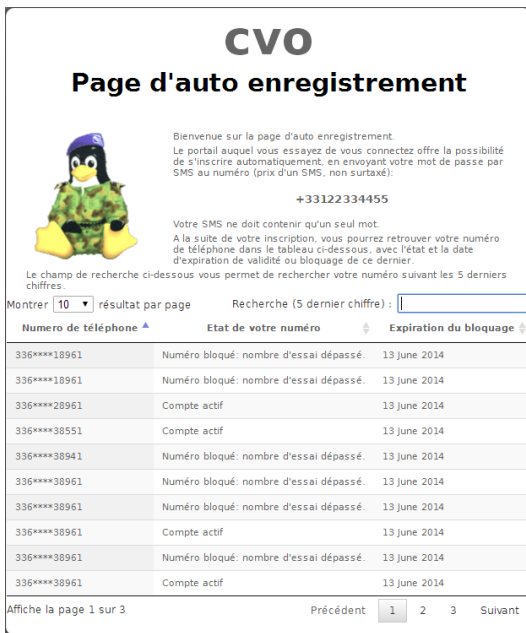 cvo
Page d'auto enregistrement
Bienvenue sur la page d'auto enregistrement.
Le portail auquel vous essayez de vous connectez offre la possibilité
de s'inscrire automatiquement, en envoyant votre mot de passe par
SMS au numéro (prix d'un SMS, non surtaxé):
+33122334455
Votre SMS ne doit contenir qu'un seul mot.
A la suite de votre inscription, vous pourrez retrouver votre numéro
de téléphone dans le tableau ci-dessous, avec l'état et la date
d'expiration de validité ou bloquage de ce dernier.
Le champ de recherche ci-dessous vous permet de rechercher votre numéro suivant les 5 derniers
chiffres.
Montrer 10 résultat par page Recherche (5 dernier chiffre) :
Numero de téléphone Etat de votre numéro Expiration du bloquage
336****18961 Numéro bloqué: nombre d'essai dépassé. 13 June 2014
336****18961 Numéro bloqué: nombre d'essai dépassé. 13 June 2014
336****28961 Compte actif 13 June 2014
336****38551 Compte actif 13 June 2014
336****38941 Numéro bloqué: nombre d'essai dépassé. 13 June 2014
336****38961 Numéro bloqué: nombre d'essai dépassé. 13 June 2014
336****38961 Numéro bloqué: nombre d'essai dépassé. 13 June 2014
336****38961 Compte actif 13 June 2014
336****38961 Numéro bloqué: nombre d'essai dépassé. 13 June 2014
336****38961 Compte actif 13 June 2014
Affiche la page 1 sur 3 Précédent 1 2 3 Suivant